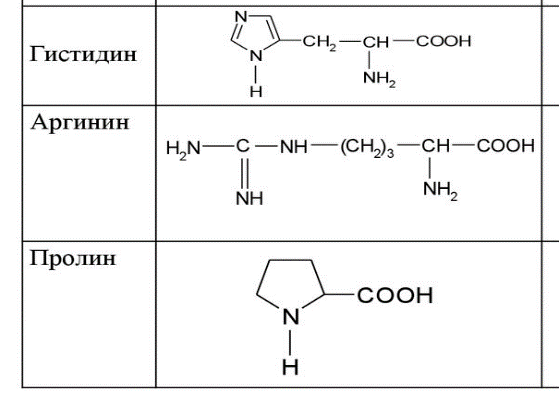 N
Гистидин
CH₂—CH—COOH
N
NH₂
H
Аргинин
H₂N—C—NH—(CH₂)₃—CH—COOH
NH
NH₂
Пролин
COOH
N
H